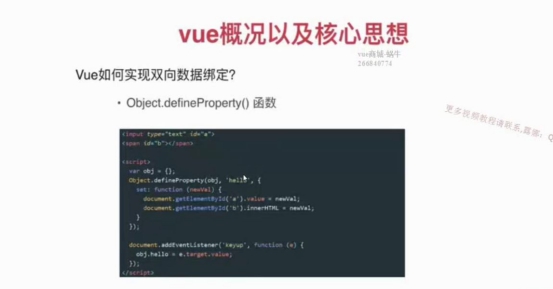 vue概况以及核心思想
vue商城-蜗牛
266840774
Vue如何实现双向数据绑定?
• Object.defineProperty() 函数
更多视频教程请联系
<input type="text" id="a">
<span id="b"></span>
<script>
var obj = {},
Object.defineProperty(obj, 'hello', {
set: function (newVal) {
document.getElementById('a').value = newVal;
document.getElementById('b').innerHTML = newVal;
}
});
document.addEventListener('keyup', function (e) {
obj.hello = e.target.value;
});
</script>